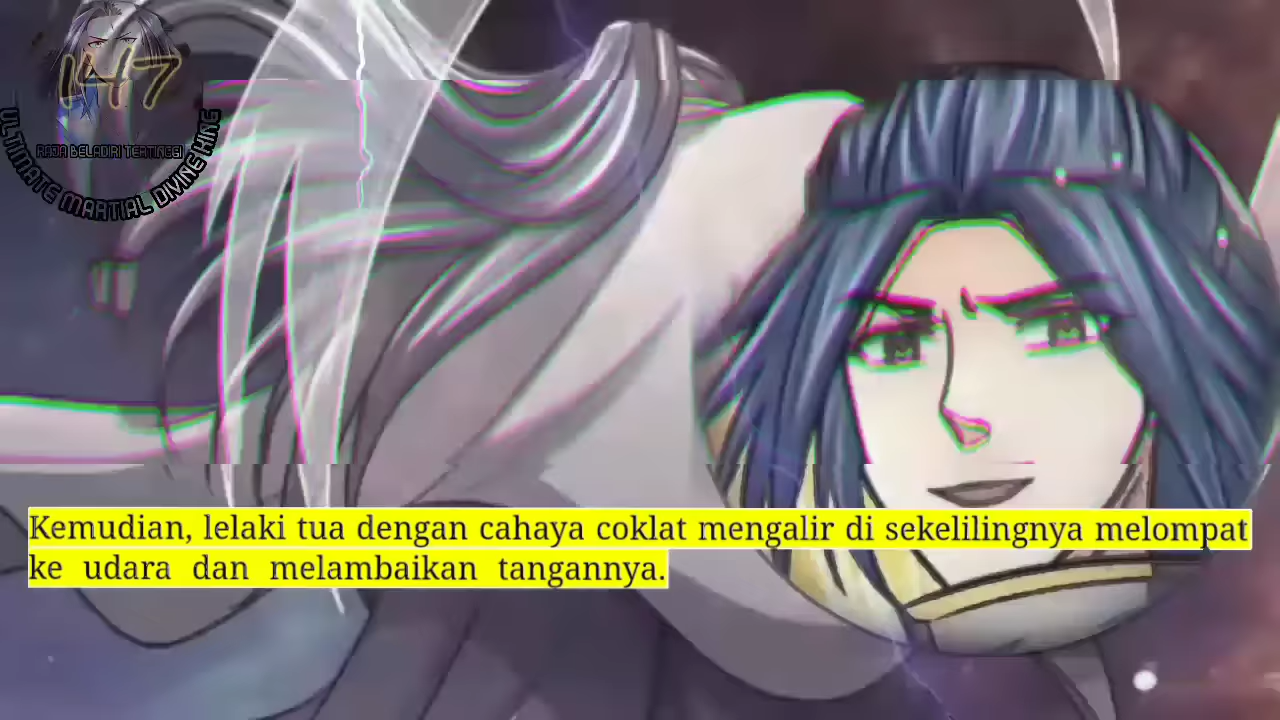 147
RAJA BELADIRI TERTINGGI
ULTIMATE MARTIAL DIVINE KING
Kemudian, lelaki tua dengan cahaya coklat mengalir di sekelilingnya melompat
ke udara dan melambaikan tangannya.